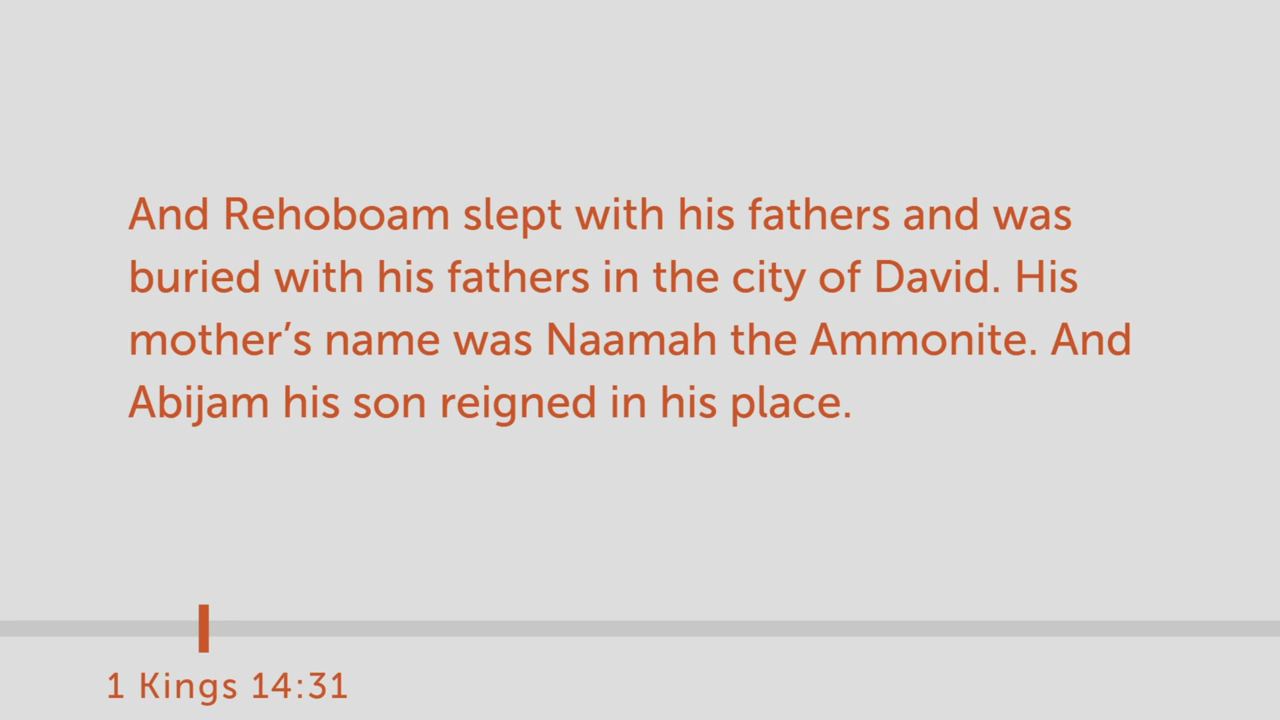 And Rehoboam slept with his fathers and was
buried with his fathers in the city of David. His
mother’s name was Naamah the Ammonite. And
Abijam his son reigned in his place.
1 Kings 14:31